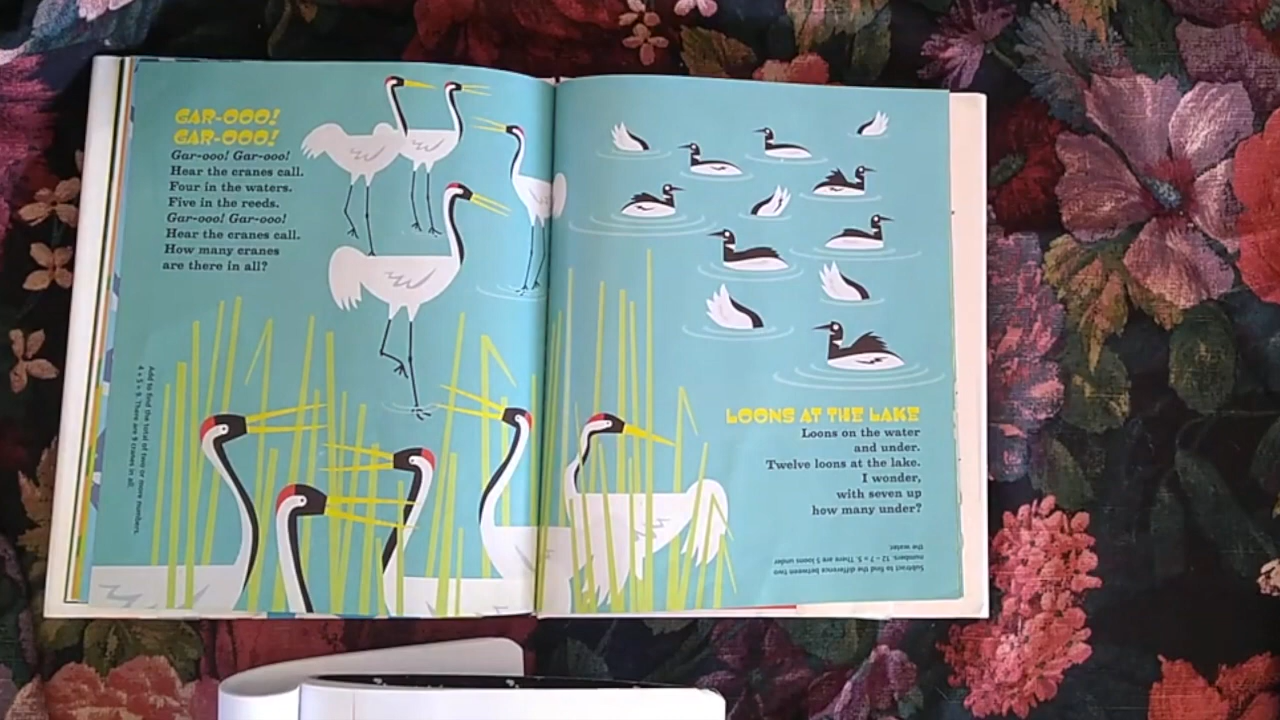 GAR-OOO!
GAR-OOO!
Gar-ooo! Gar-ooo!
Hear the cranes call.
Four in the waters.
Five in the reeds.
Gar-ooo! Gar-ooo!
Hear the cranes call.
How many cranes
are there in all?
Add to find the total of two or more numbers.
4 + 5 = 9. There are 9 cranes in all.
LOONS AT THE LAKE
Loons on the water
and under.
Twelve loons at the lake.
I wonder,
with seven up
how many under?
Subtract to find the difference between two
numbers. 12 – 7 = 5. There are 5 loons under
the water.